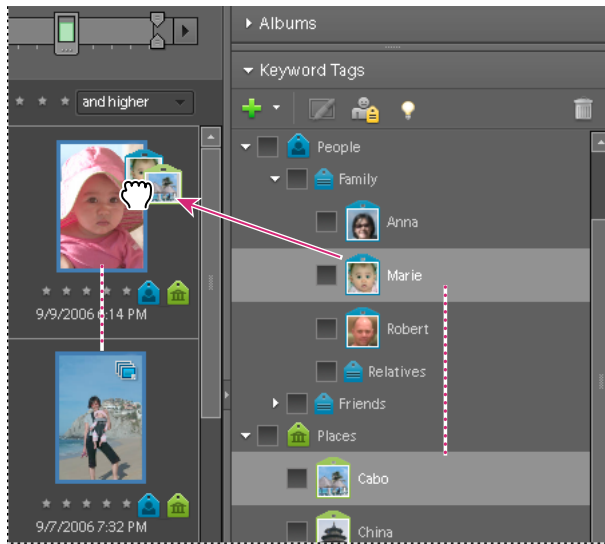 and higher
9/9/2006 6:14 PM
9/7/2006 7:32 PM
Albums
Keyword Tags
People
Family
Anna
Marie
Robert
Relatives
Friends
Places
Cabo
China